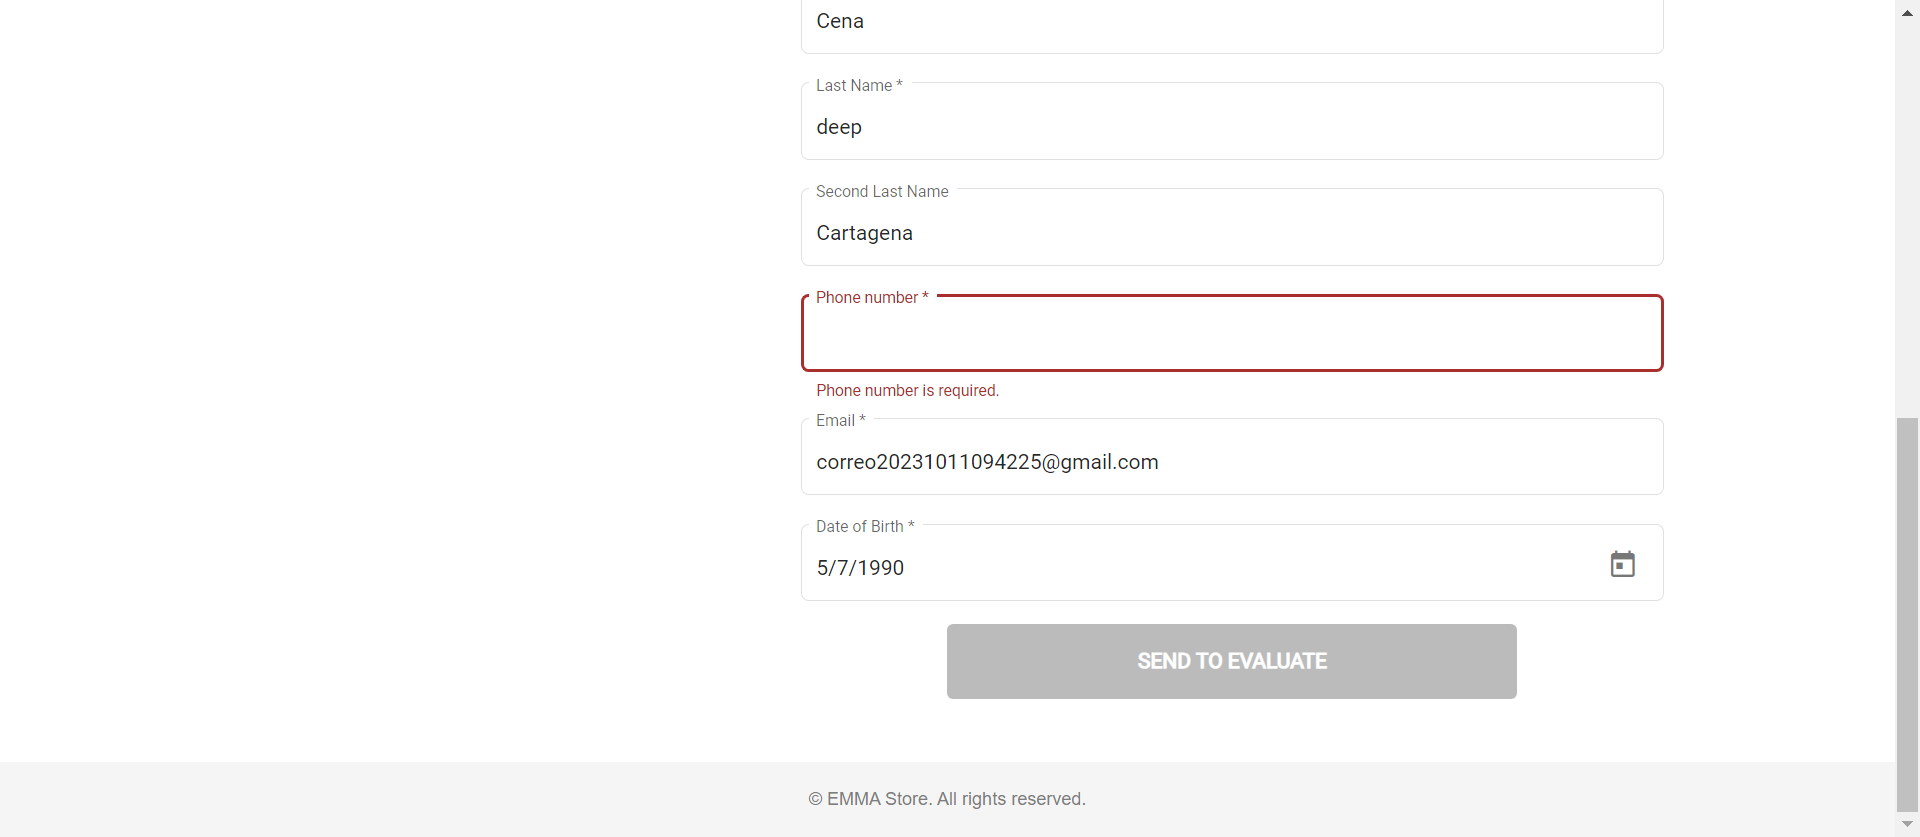 Cena
Last Name *
deep
Second Last Name
Cartagena
Phone number *
Phone number is required.
Email *
correo20231011094225@gmail.com
Date of Birth *
5/7/1990
SEND TO EVALUATE
© EMMA Store. All rights reserved.